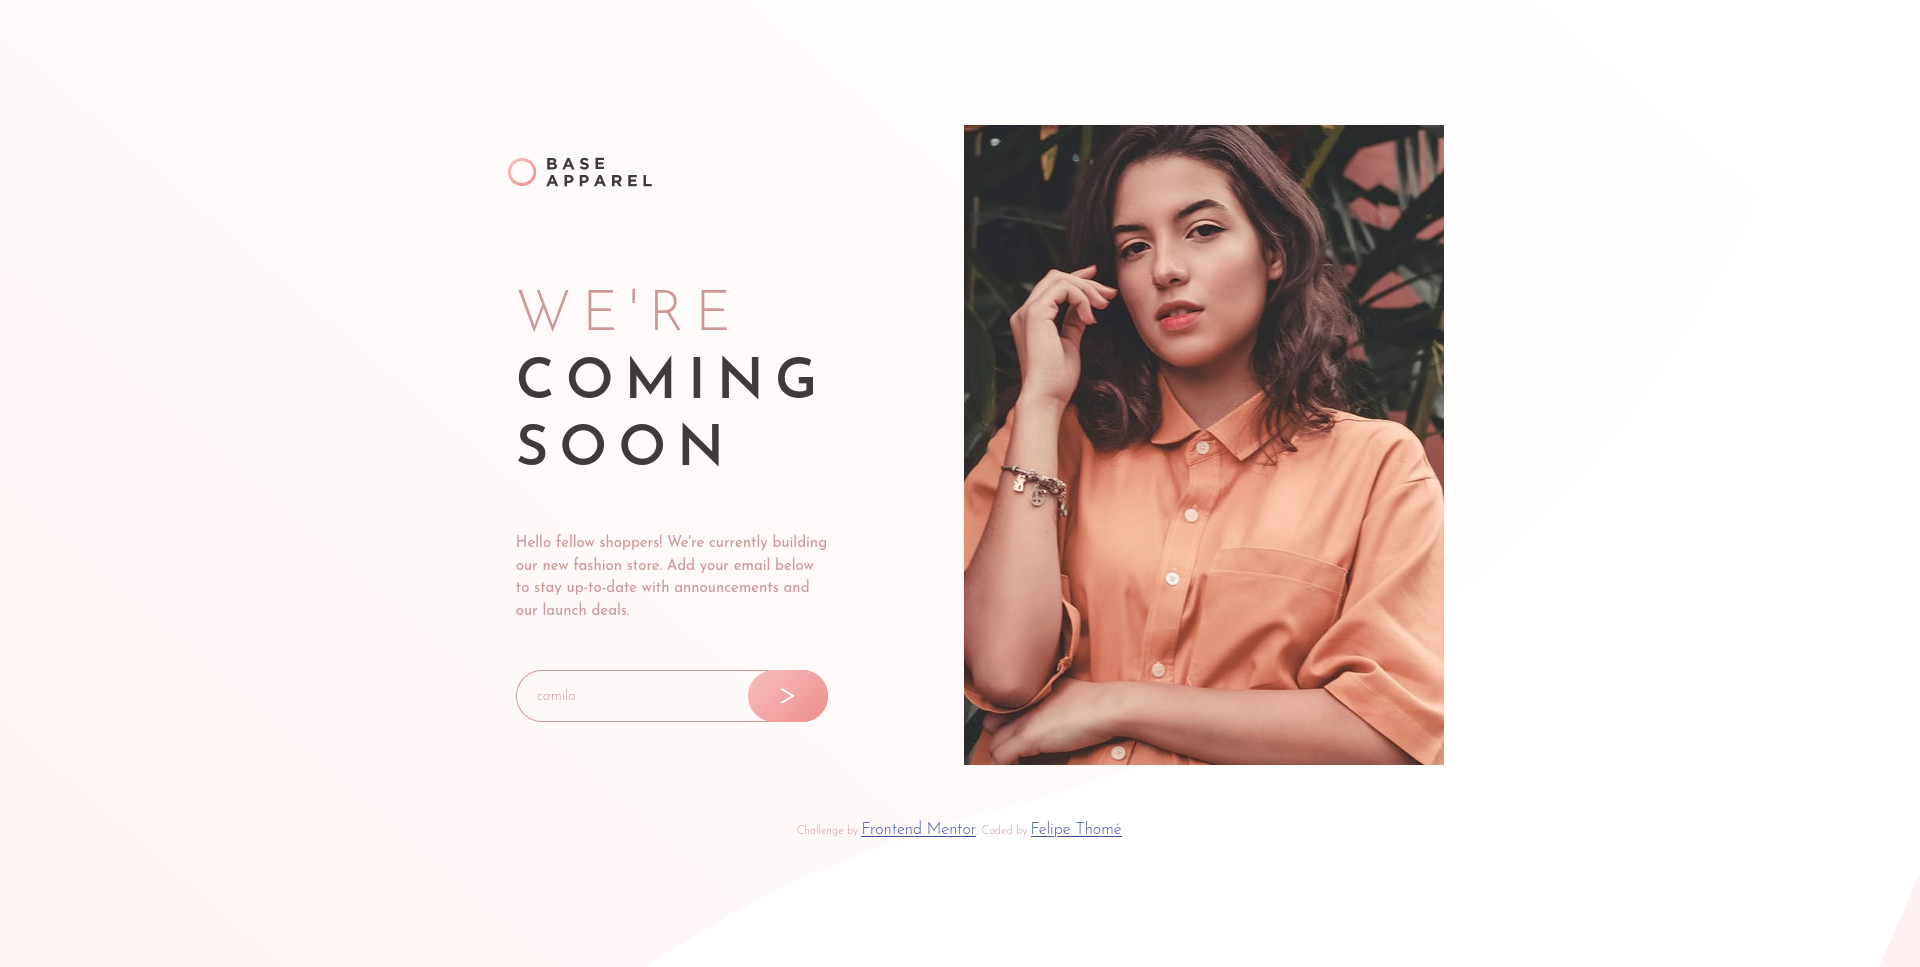 BASE
APPAREL
WE'RE
COMING
SOON
Hello fellow shoppers! We're currently building
our new fashion store. Add your email below
to stay up-to-date with announcements and
our launch deals.
camila
>
Challenge by Frontend Mentor Coded by Felipe Thomé